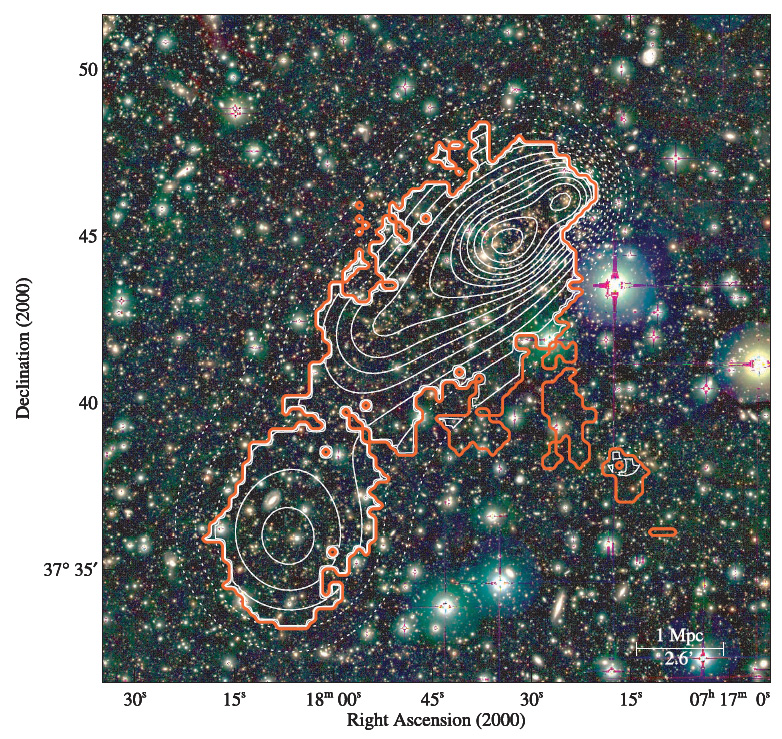 50
45
40
37° 35'
Declination (2000)
1 Mpc
2.6'
30ˢ 15ˢ 18ᵐ 00ˢ 45ˢ 30ˢ 15ˢ 07ʰ 17ᵐ 0ˢ
Right Ascension (2000)